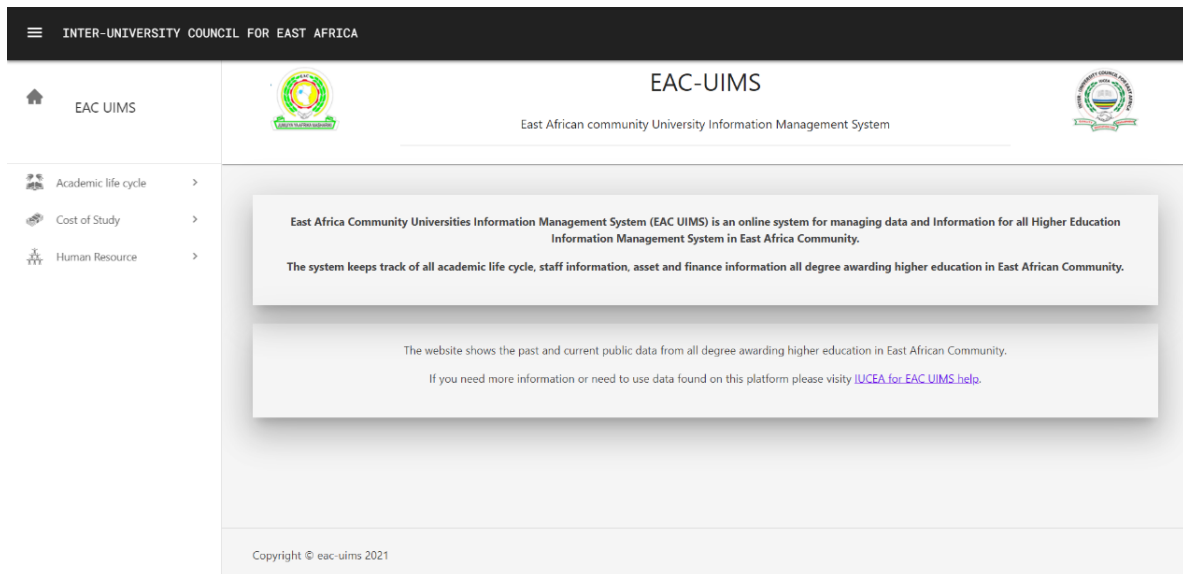 INTER-UNIVERSITY COUNCIL FOR EAST AFRICA
EAC UIMS
Academic life cycle
Cost of Study
Human Resource
EAC-UIMS
East African community University Information Management System
East Africa Community Universities Information Management System (EAC UIMS) is an online system for managing data and Information for all Higher Education
Information Management System in East Africa Community.
The system keeps track of all academic life cycle, staff information, asset and finance information all degree awarding higher education in East African Community.
The website shows the past and current public data from all degree awarding higher education in East African Community.
If you need more information or need to use data found on this platform please visity IUCEA for EAC UIMS help.
Copyright © eac-uims 2021